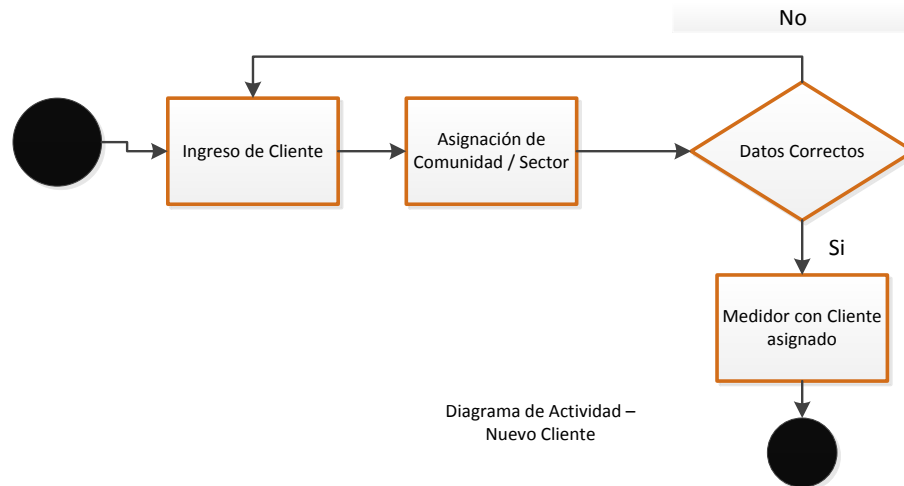 No
Ingreso de Cliente
Asignación de
Comunidad / Sector
Datos Correctos
Si
Medidor con Cliente
asignado
Diagrama de Actividad –
Nuevo Cliente